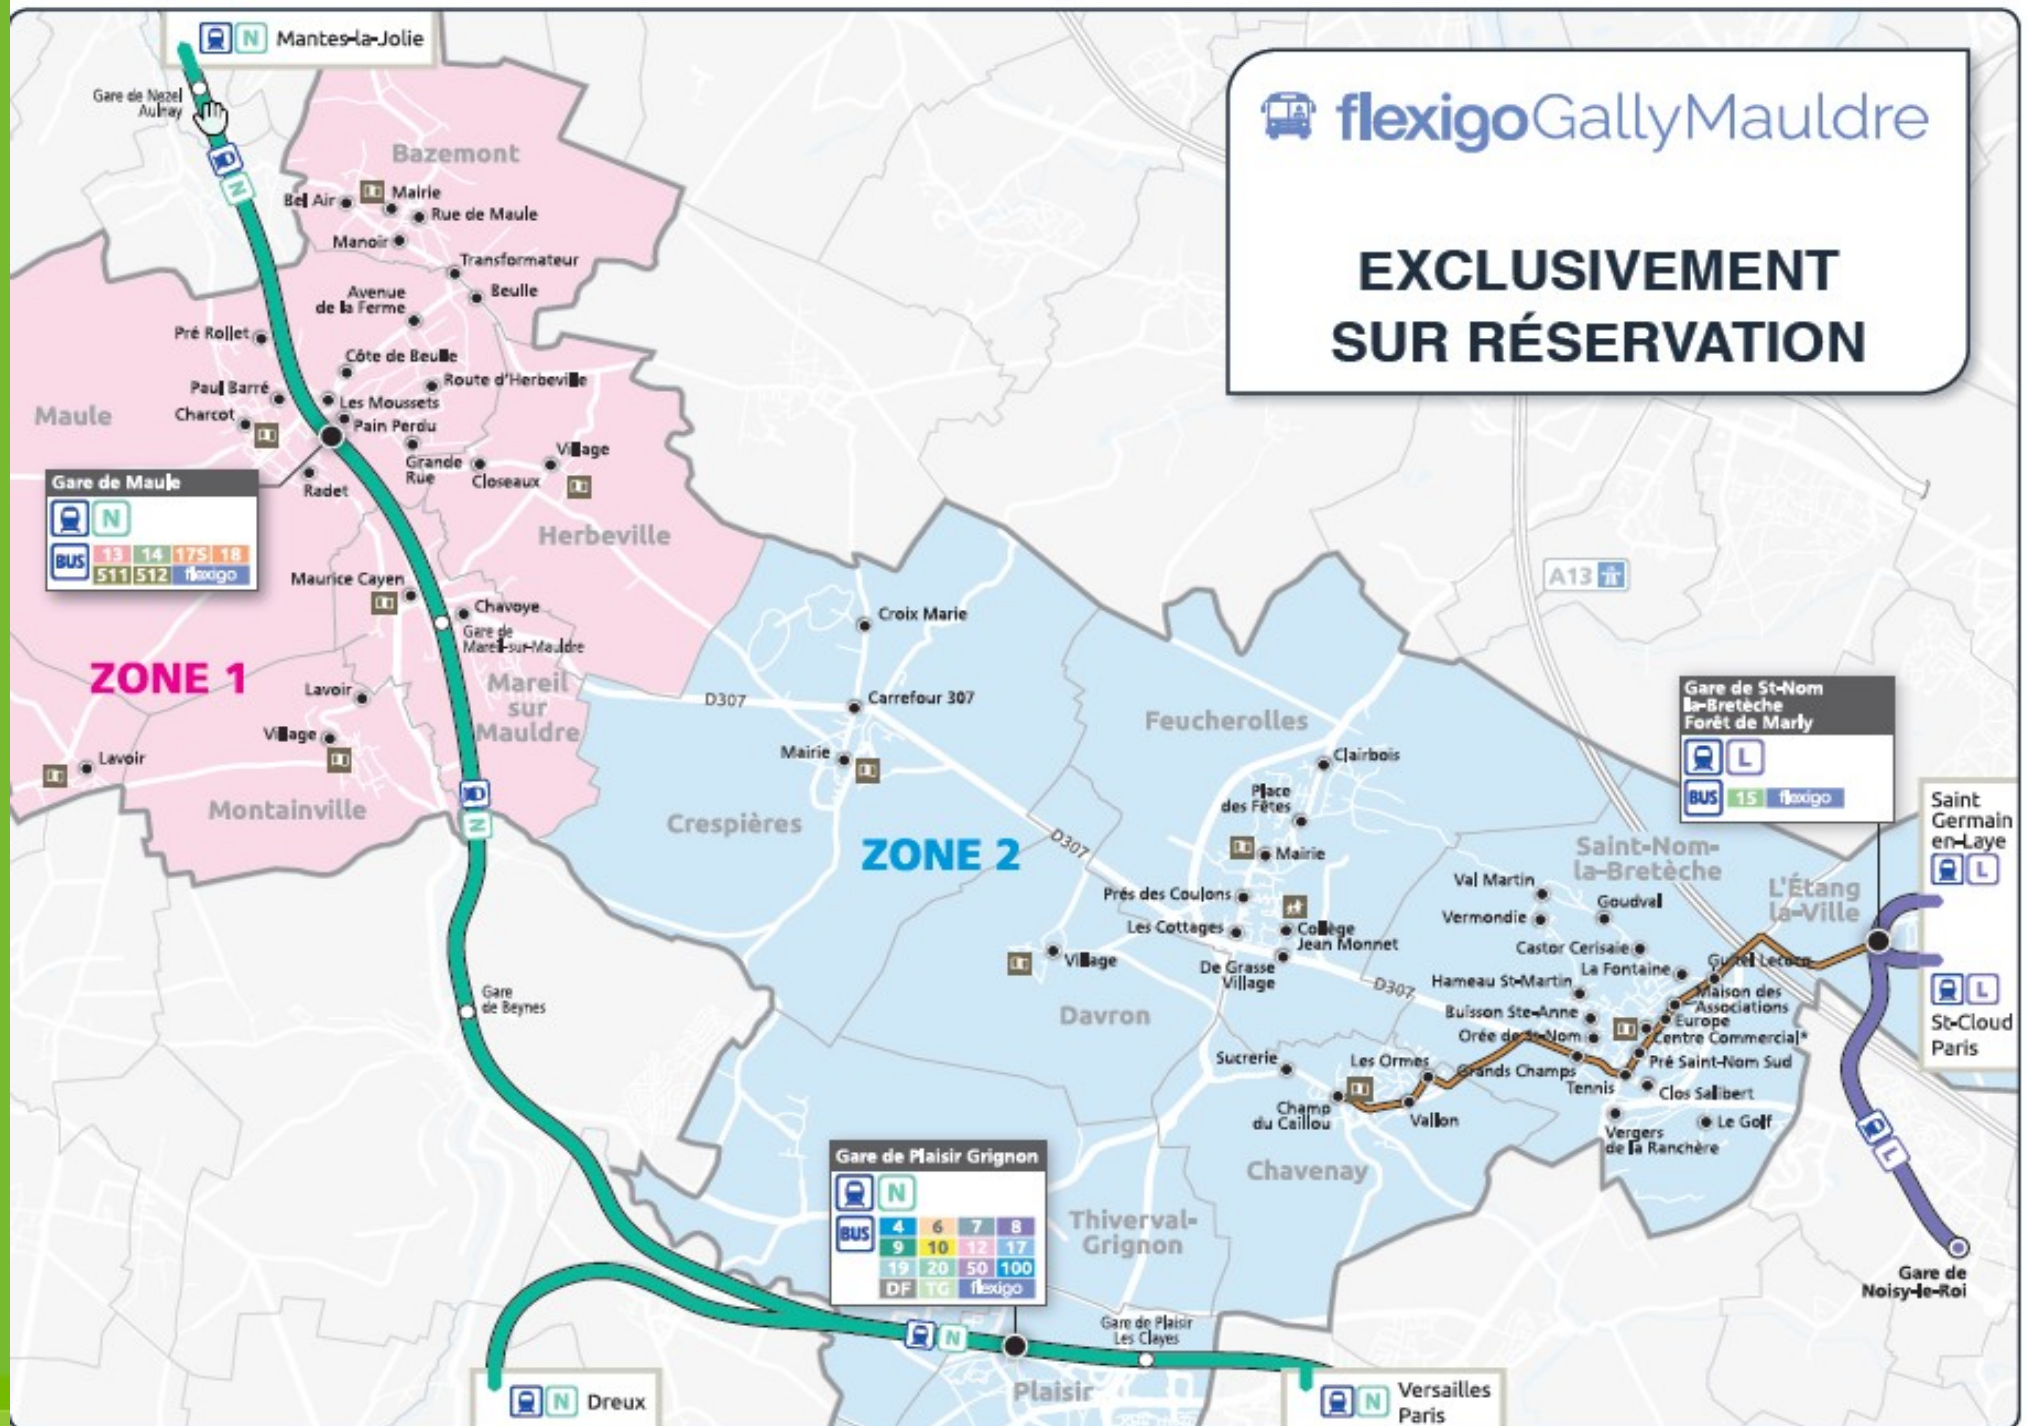 N Mantes-la-Jolie
Gare de Nezel
Aulnay
N
flexigoGallyMauldre
EXCLUSIVEMENT
SUR RÉSERVATION
Bazemont
Bel Air
Mairie
Rue de Maule
Manoir
Transformateur
Beulle
Avenue
de la Ferme
Pré Rollet
Côte de Beulle
Route d'Herbeville
Paul Barré
Les Moussets
Charcot
Pain Perdu
Maule
Grande
Rue
Closeaux
Village
Radet
Gare de Maule
N
BUS 13 14 17S 18
511 512 flexigo
Herbeville
Maurice Cayen
Chavoye
Gare de
Mareil-sur-Mauldre
ZONE 1
Lavoir
Mareil
sur
Mauldre
Village
Lavoir
Montainville
N
A13
Croix Marie
D307
Carrefour 307
Mairie
Crespières
ZONE 2
D307
Feucherolles
Clairbois
Place
des Fêtes
Mairie
Prés des Coulons
Les Cottages
Collège
Jean Monnet
De Grasse
Village
D307
Village
Davron
Gare de St-Nom
la-Bretèche
Forêt de Marly
L
BUS 15 flexigo
Saint
Germain
en-Laye
L
L
St-Cloud
Paris
Saint-Nom-
la-Bretèche
L'Étang
la-Ville
Val Martin
Goudval
Vermondie
Castor Cerisaie
La Fontaine
Guitel Lecocq
Hameau St-Martin
Maison des
Associations
Buisson Ste-Anne
Europe
Orée de St-Nom
Centre Commercial*
Pré Saint-Nom Sud
Grands Champs
Tennis
Clos Salibert
Le Golf
Vergers
de la Ranchère
Sucrerie
Les Ormes
Champ
du Caillou
Vallon
Chavenay
L
Gare de
Noisy-le-Roi
Gare
de Beynes
Gare de Plaisir Grignon
N
BUS 4 6 7 8
9 10 12 17
19 20 50 100
DF TG flexigo
Thiverval-
Grignon
N
Gare de Plaisir
Les Clayes
Plaisir
N Dreux
N Versailles
Paris